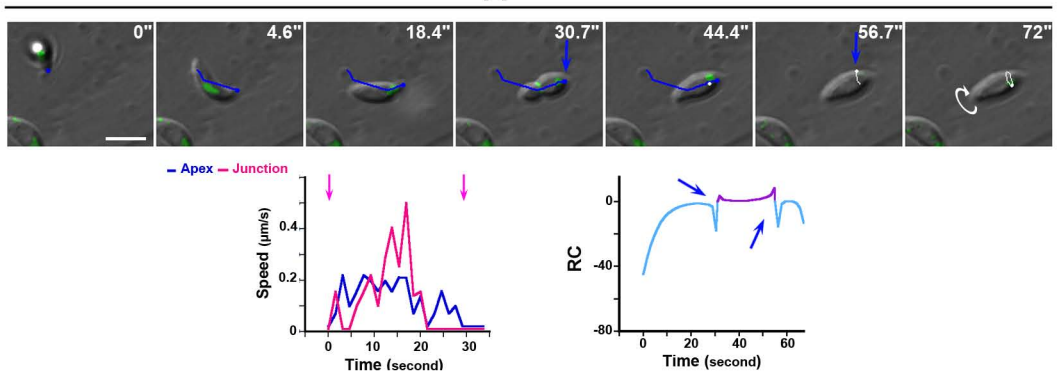 0" 4.6" 18.4" 30.7" 44.4" 56.7" 72"
Apex Junction
Speed (µm/s)
0.4
0.2
0
0 10 20 30
Time (second)
RC
0
-40
-80
0 20 40 60
Time (second)